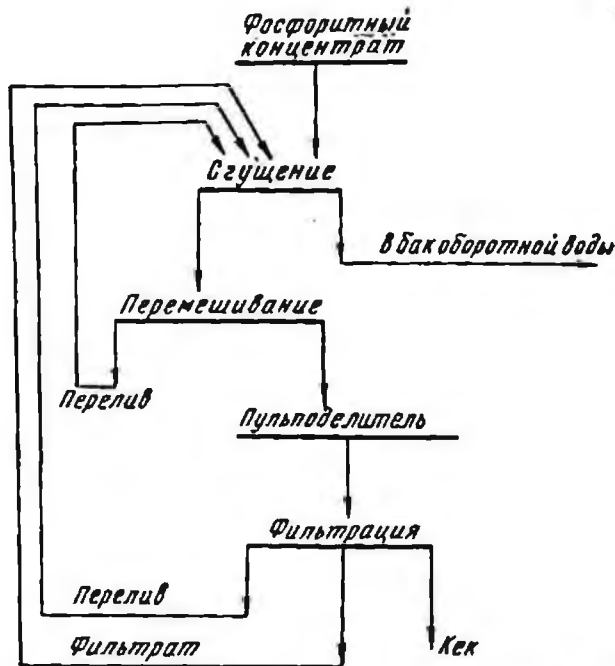 Фосфоритный
концентрат
Сгущение
в бак оборотной воды
Перемешивание
Перелив
Пульподелитель
Фильтрация
Перелив
Фильтрат
Кек